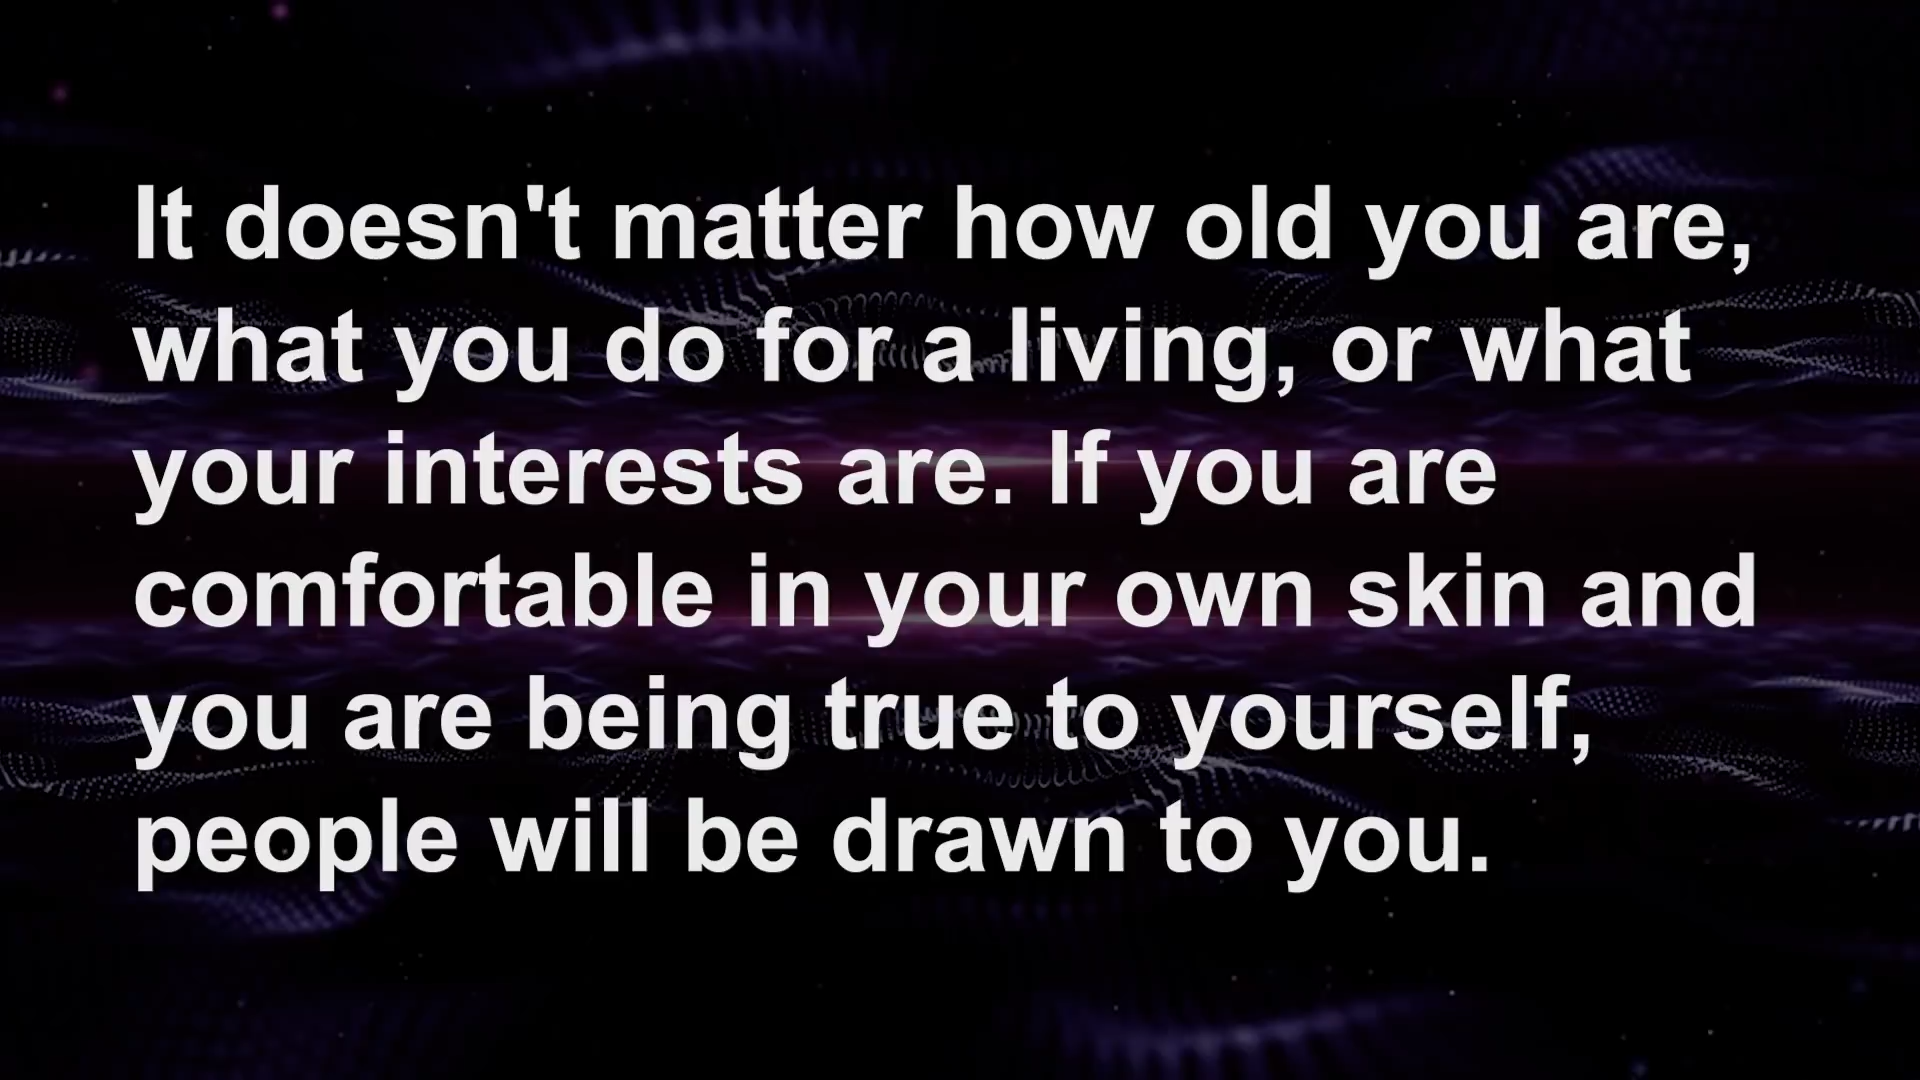 It doesn't matter how old you are,
what you do for a living, or what
your interests are. If you are
comfortable in your own skin and
you are being true to yourself,
people will be drawn to you.